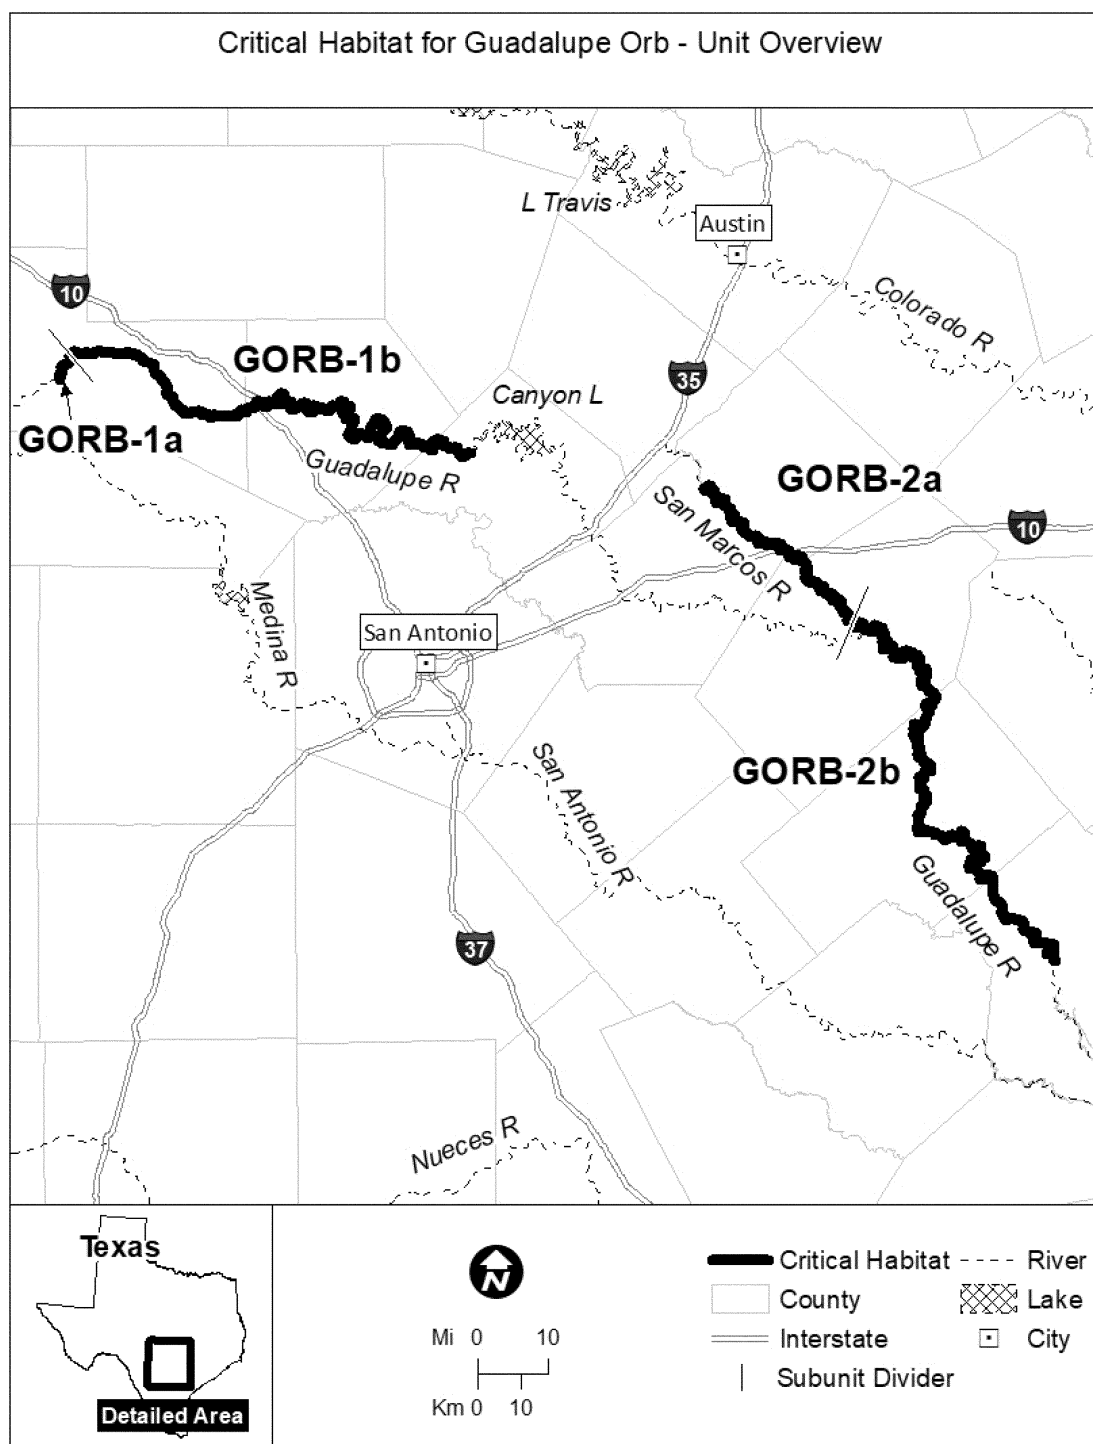 Critical Habitat for Guadalupe Orb - Unit Overview
L Travis
Austin
10
Colorado R
GORB-1b
35
Canyon L
GORB-1a
Guadalupe R
GORB-2a
San Marcos R
10
Medina R
San Antonio
San Antonio R
GORB-2b
Guadalupe R
37
Nueces R
Texas
Detailed Area
N
Mi 0 10
Km 0 10
Critical Habitat
River
County
Lake
Interstate
City
Subunit Divider